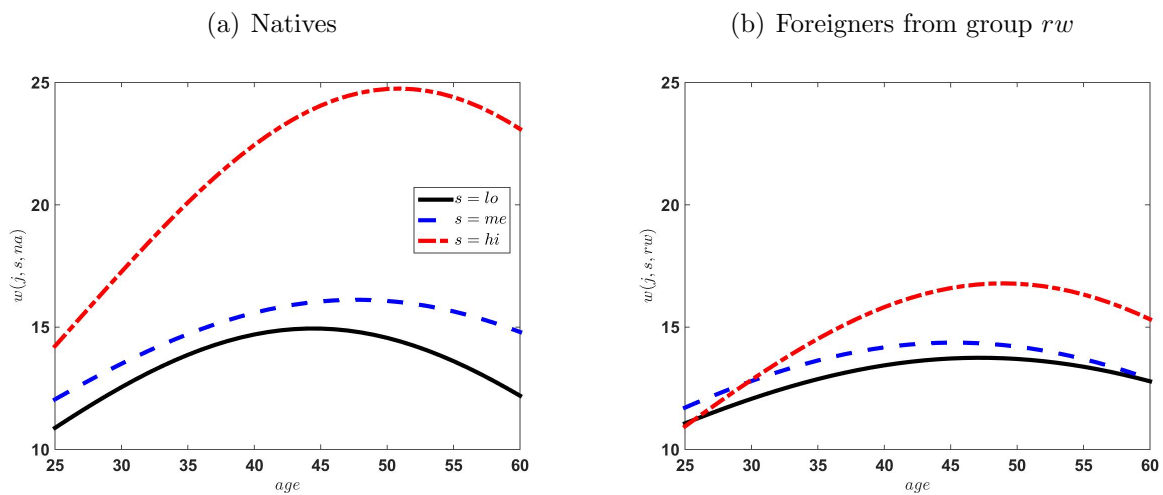 (a) Natives
25
20
15
10
w(j, s, na)
25 30 35 40 45 50 55 60
age
s = lo
s = me
s = hi
(b) Foreigners from group rw
25
20
15
10
w(j, s, rw)
25 30 35 40 45 50 55 60
age